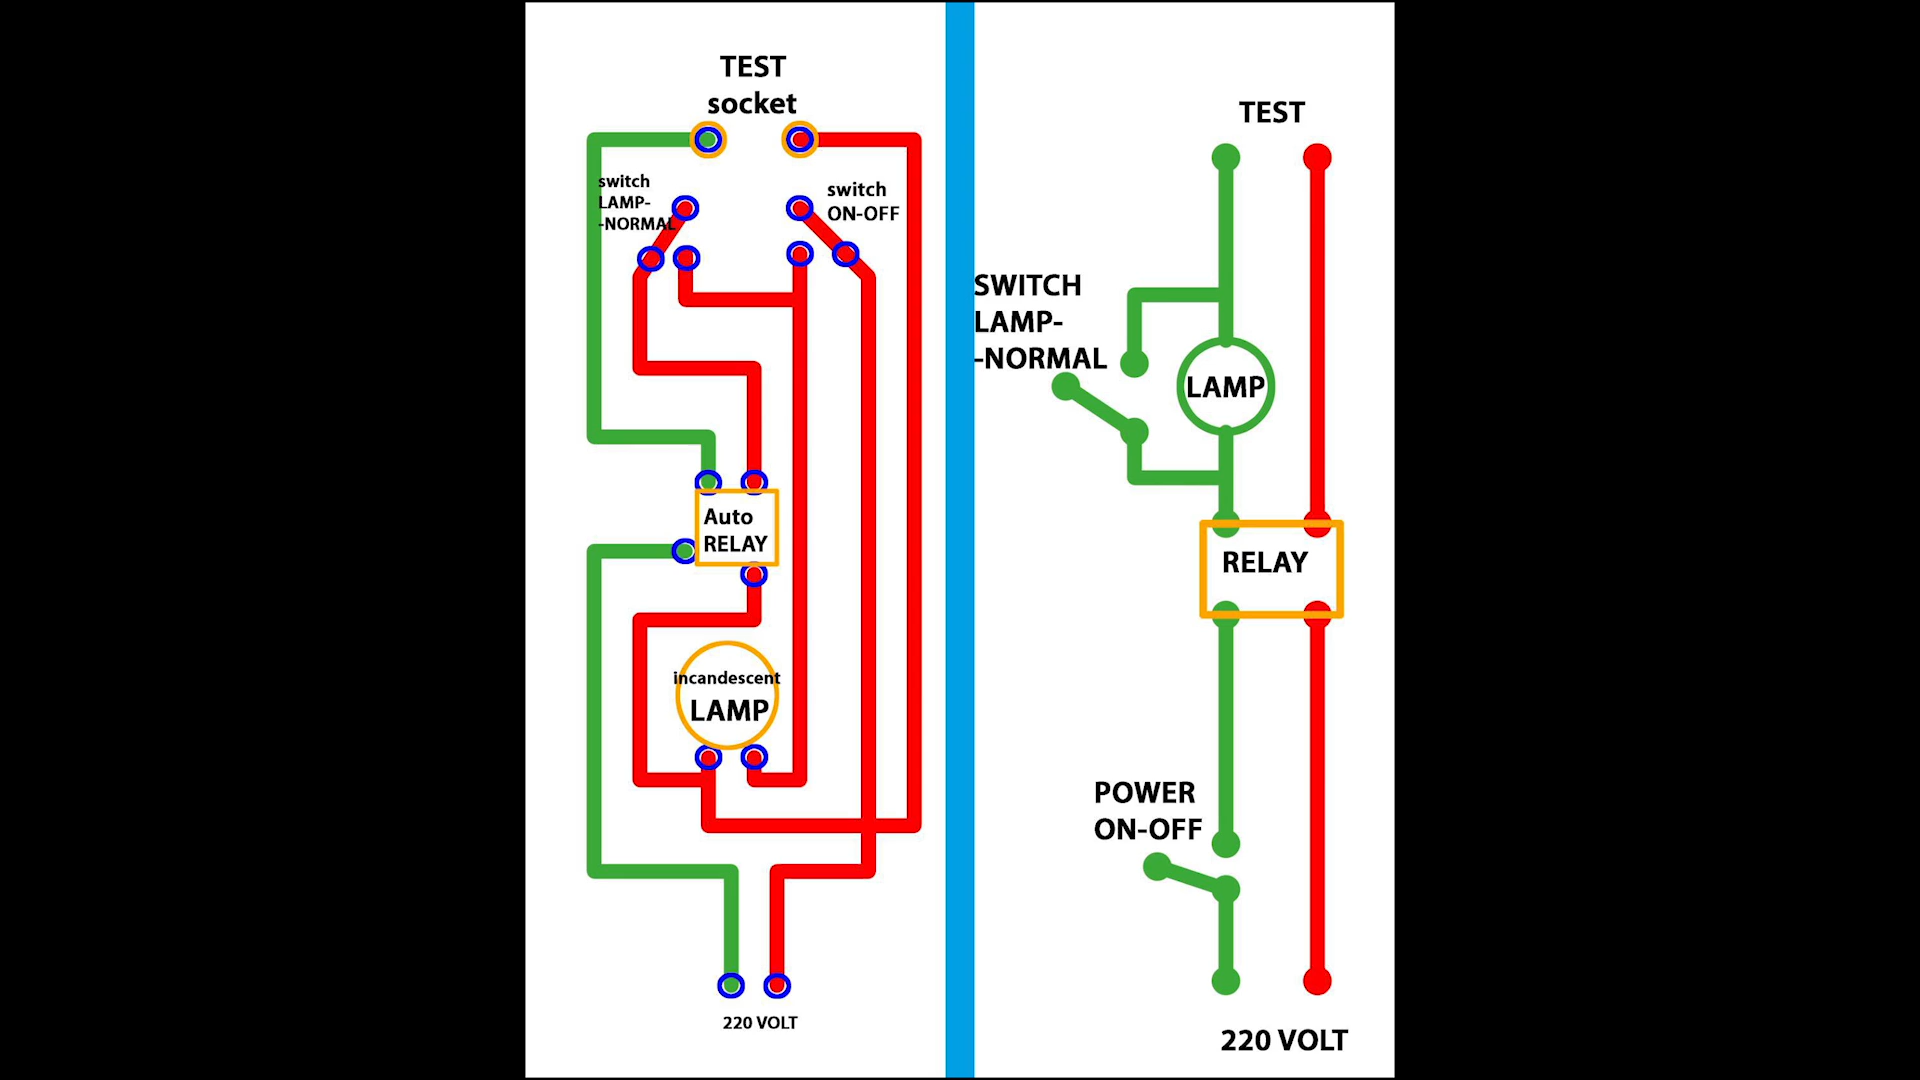 TEST
socket
switch
LAMP-
-NORMAL
switch
ON-OFF
Auto
RELAY
incandescent
LAMP
220 VOLT
TEST
SWITCH
LAMP-
-NORMAL
LAMP
RELAY
POWER
ON-OFF
220 VOLT